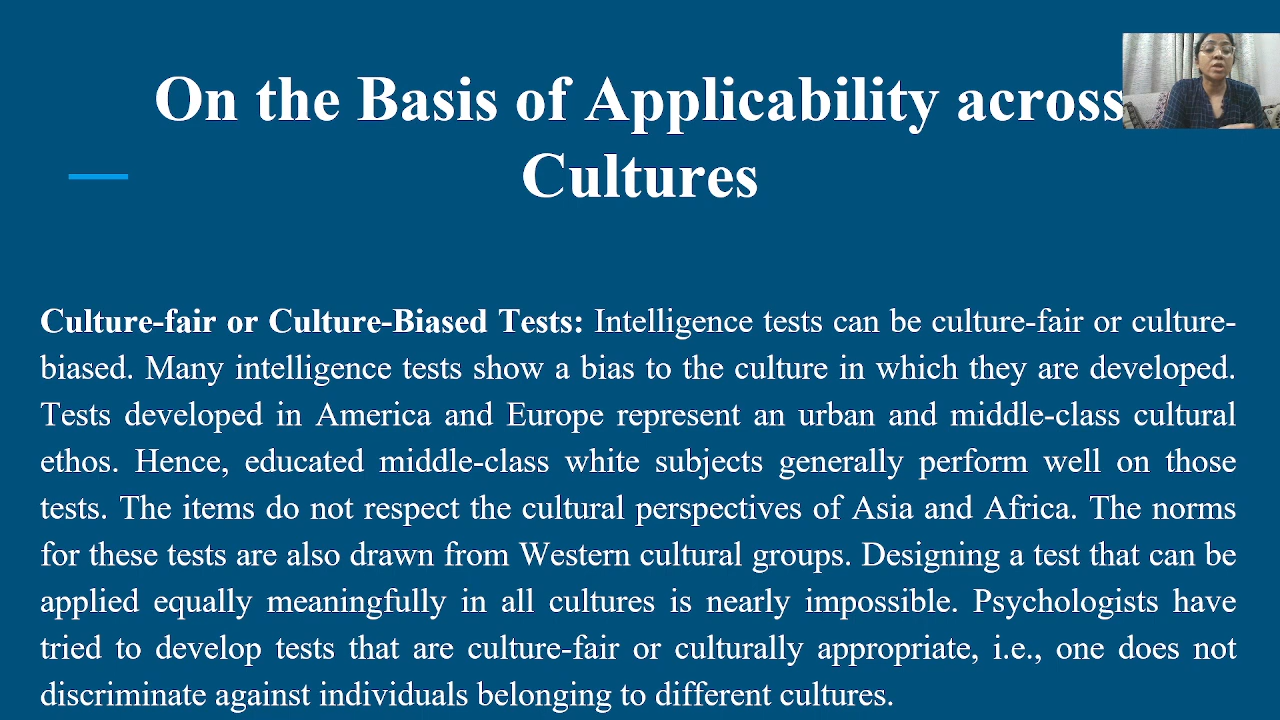 On the Basis of Applicability across
Cultures
Culture-fair or Culture-Biased Tests: Intelligence tests can be culture-fair or culture-
biased. Many intelligence tests show a bias to the culture in which they are developed.
Tests developed in America and Europe represent an urban and middle-class cultural
ethos. Hence, educated middle-class white subjects generally perform well on those
tests. The items do not respect the cultural perspectives of Asia and Africa. The norms
for these tests are also drawn from Western cultural groups. Designing a test that can be
applied equally meaningfully in all cultures is nearly impossible. Psychologists have
tried to develop tests that are culture-fair or culturally appropriate, i.e., one does not
discriminate against individuals belonging to different cultures.